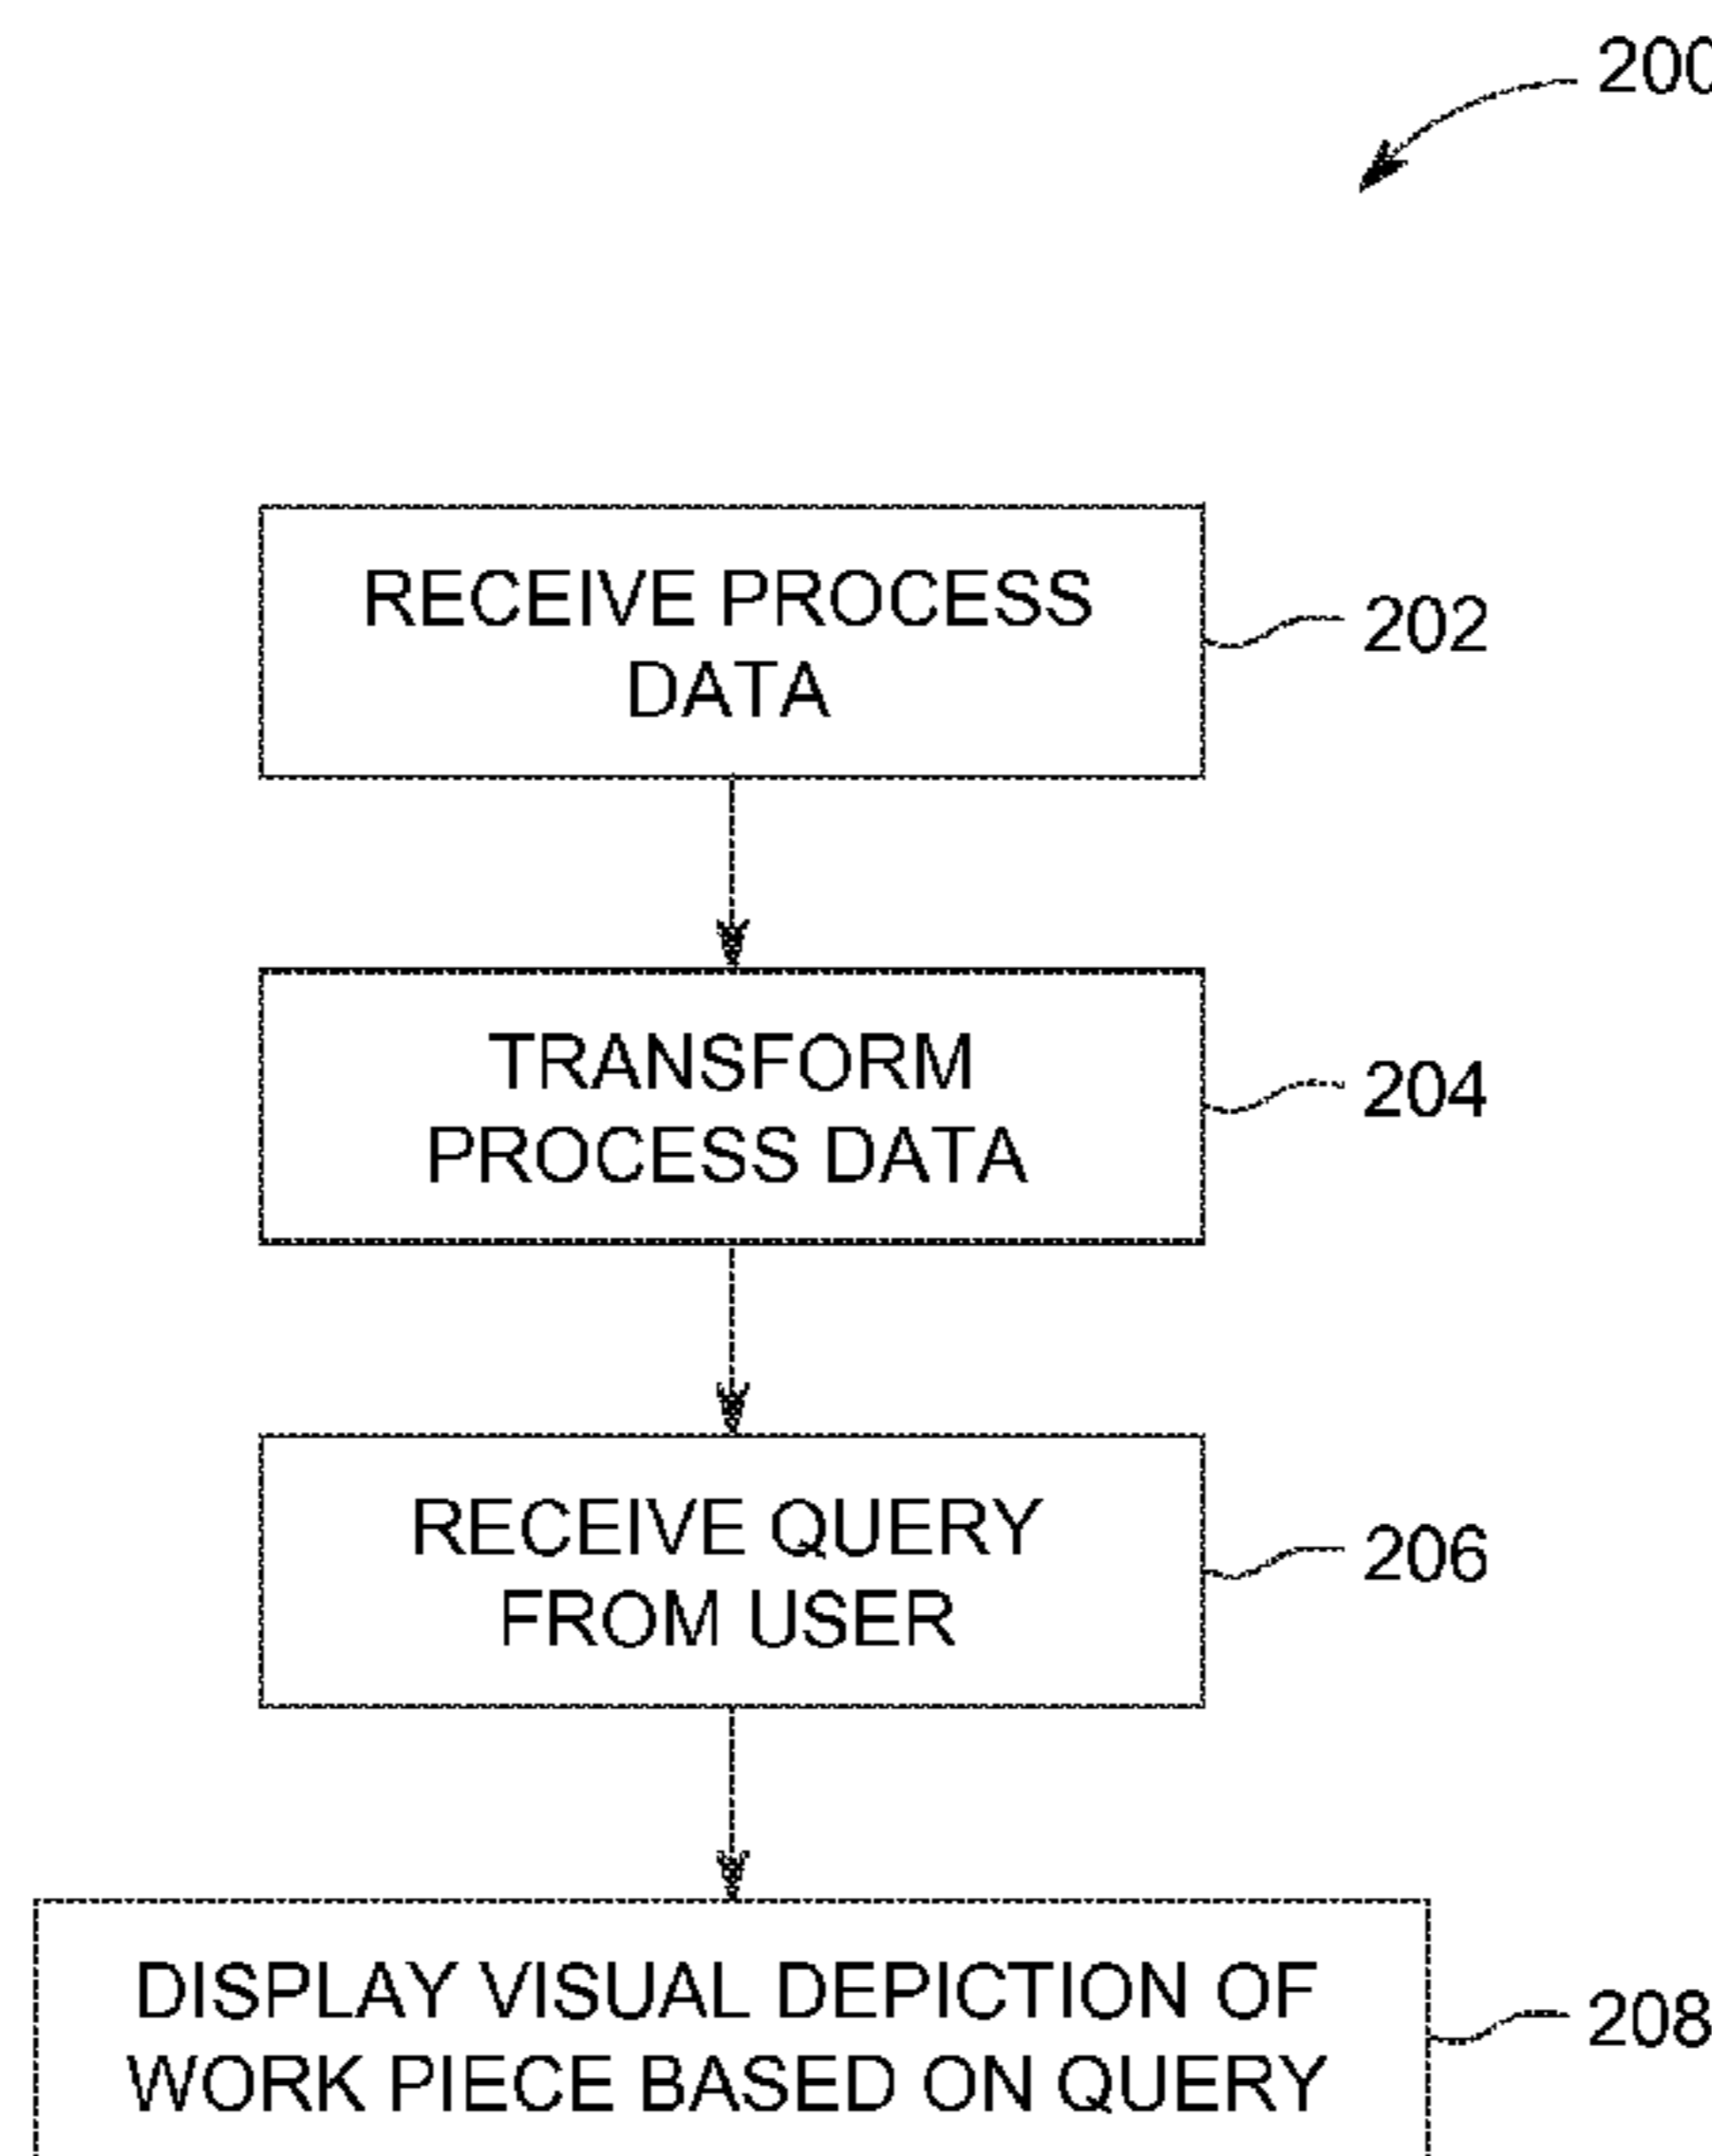 200
RECEIVE PROCESS
DATA
202
TRANSFORM
PROCESS DATA
204
RECEIVE QUERY
FROM USER
206
DISPLAY VISUAL DEPICTION OF
WORK PIECE BASED ON QUERY
208